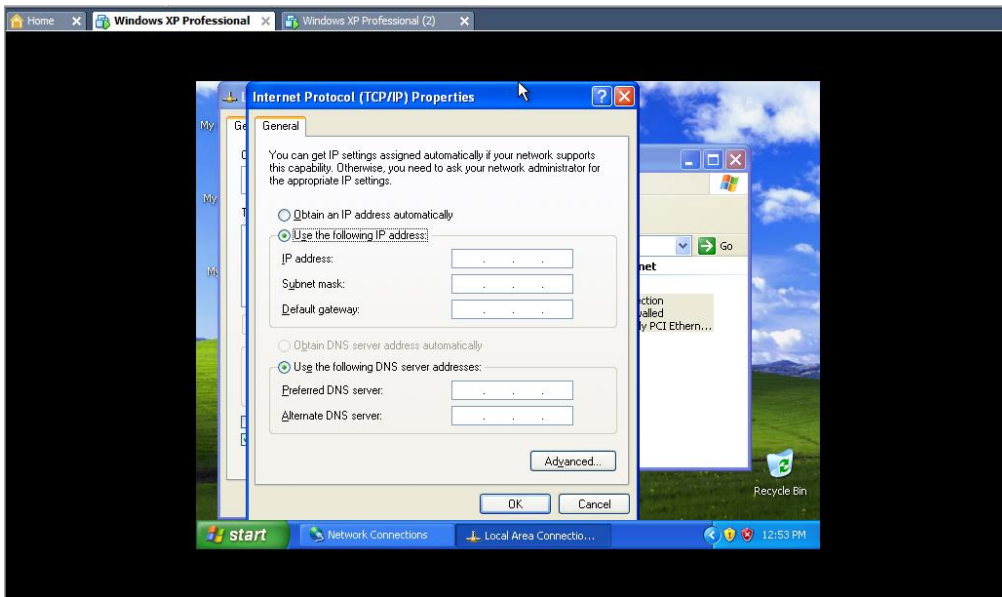 Home
Windows XP Professional
Windows XP Professional (2)
Internet Protocol (TCP/IP) Properties
General
You can get IP settings assigned automatically if your network supports
this capability. Otherwise, you need to ask your network administrator for
the appropriate IP settings.
Obtain an IP address automatically
Use the following IP address:
IP address:
Subnet mask:
Default gateway:
Obtain DNS server address automatically
Use the following DNS server addresses:
Preferred DNS server:
Alternate DNS server:
Advanced...
OK
Cancel
L
Ge
My
My
Go
net
ction
walled
ly PCI Ethern...
Recycle Bin
start
Network Connections
Local Area Connectio...
12:53 PM